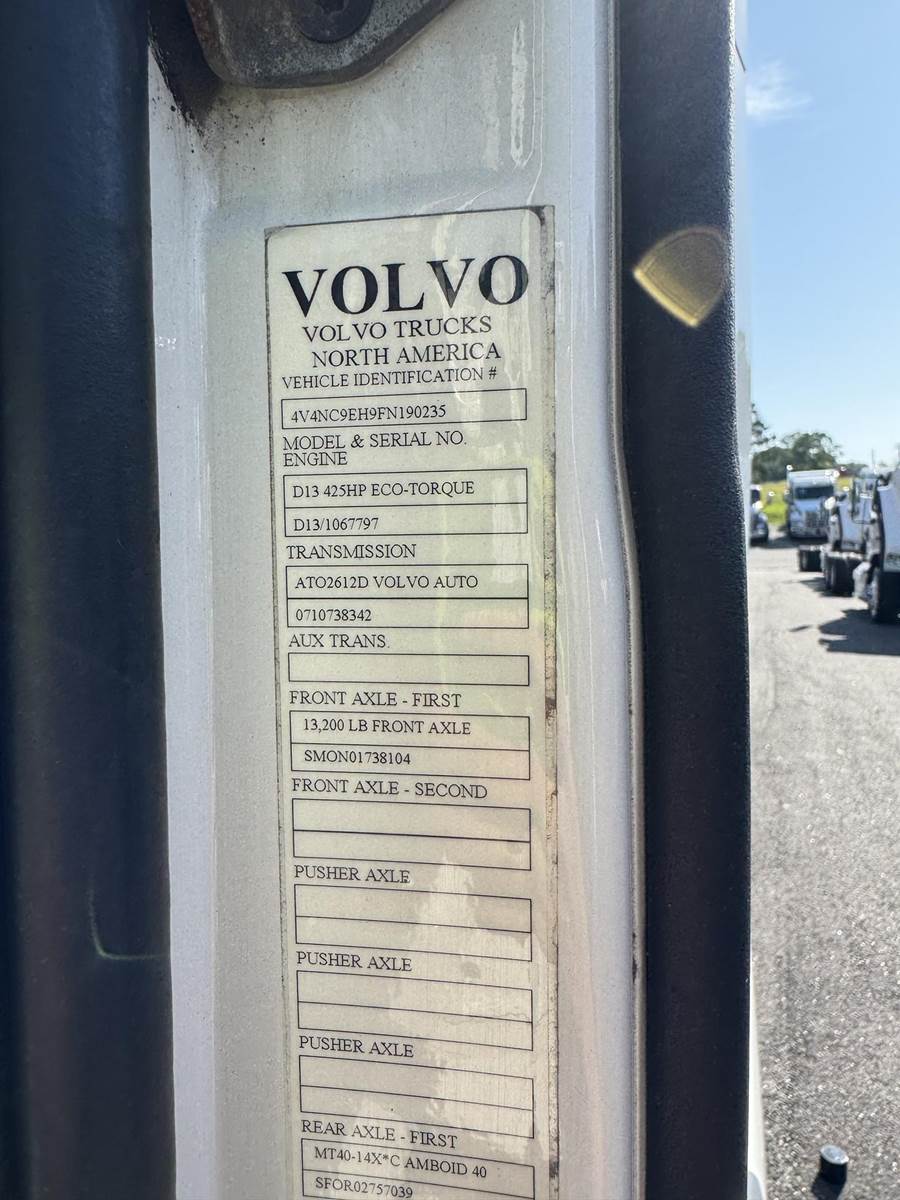 VOLVO
VOLVO TRUCKS
NORTH AMERICA
VEHICLE IDENTIFICATION #
4V4NC9EH9FN190235
MODEL & SERIAL NO.
ENGINE
D13 425HP ECO-TORQUE
D13/1067797
TRANSMISSION
ATO2612D VOLVO AUTO
0710738342
AUX TRANS.
FRONT AXLE - FIRST
13,200 LB FRONT AXLE
SMON01738104
FRONT AXLE - SECOND
PUSHER AXLE
PUSHER AXLE
PUSHER AXLE
REAR AXLE - FIRST
MT40-14X*C AMBOID 40
SFOR02757039